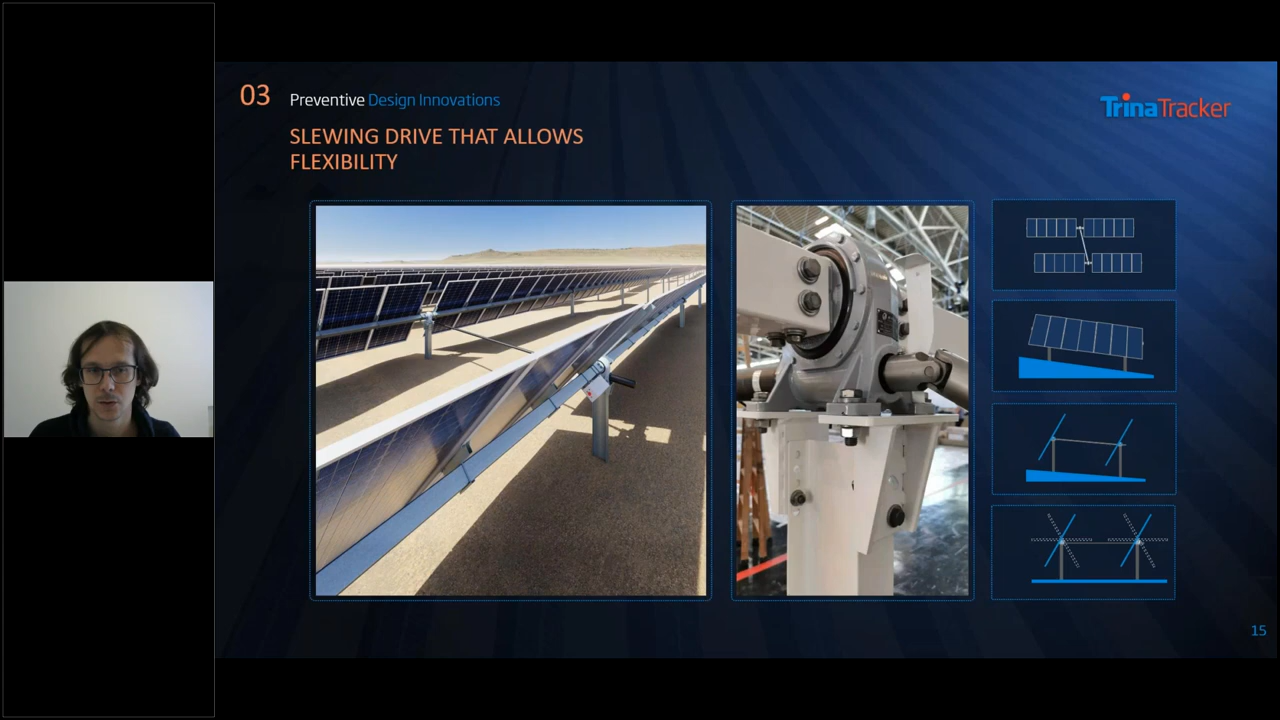 03
Preventive Design Innovations
TrinaTracker
SLEWING DRIVE THAT ALLOWS
FLEXIBILITY
15